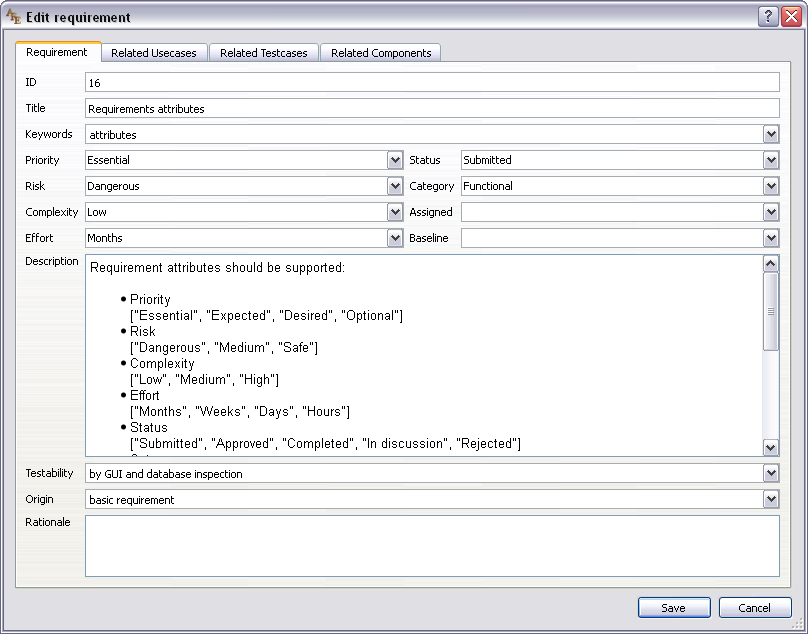 Edit requirement
Requirement Related Usecases Related Testcases Related Components
ID 16
Title Requirements attributes
Keywords attributes
Priority Essential Status Submitted
Risk Dangerous Category Functional
Complexity Low Assigned
Effort Months Baseline
Description Requirement attributes should be supported:
• Priority
["Essential", "Expected", "Desired", "Optional"]
• Risk
["Dangerous", "Medium", "Safe"]
• Complexity
["Low", "Medium", "High"]
• Effort
["Months", "Weeks", "Days", "Hours"]
• Status
["Submitted", "Approved", "Completed", "In discussion", "Rejected"]
Testability by GUI and database inspection
Origin basic requirement
Rationale
Save Cancel